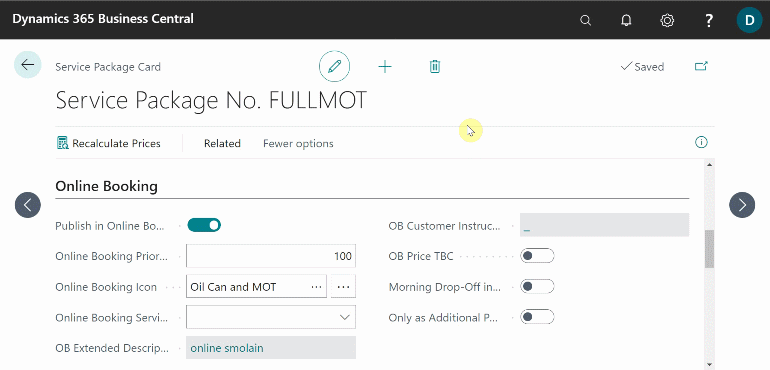 Dynamics 365 Business Central
?
D
Service Package Card
Saved
Service Package No. FULLMOT
Recalculate Prices
Related
Fewer options
Online Booking
Publish in Online Bo...
Online Booking Prior...
100
Online Booking Icon
Oil Can and MOT
...
...
Online Booking Servi...
OB Extended Descrip...
online smolain
OB Customer Instruc...
_
OB Price TBC
Morning Drop-Off in...
Only as Additional P...